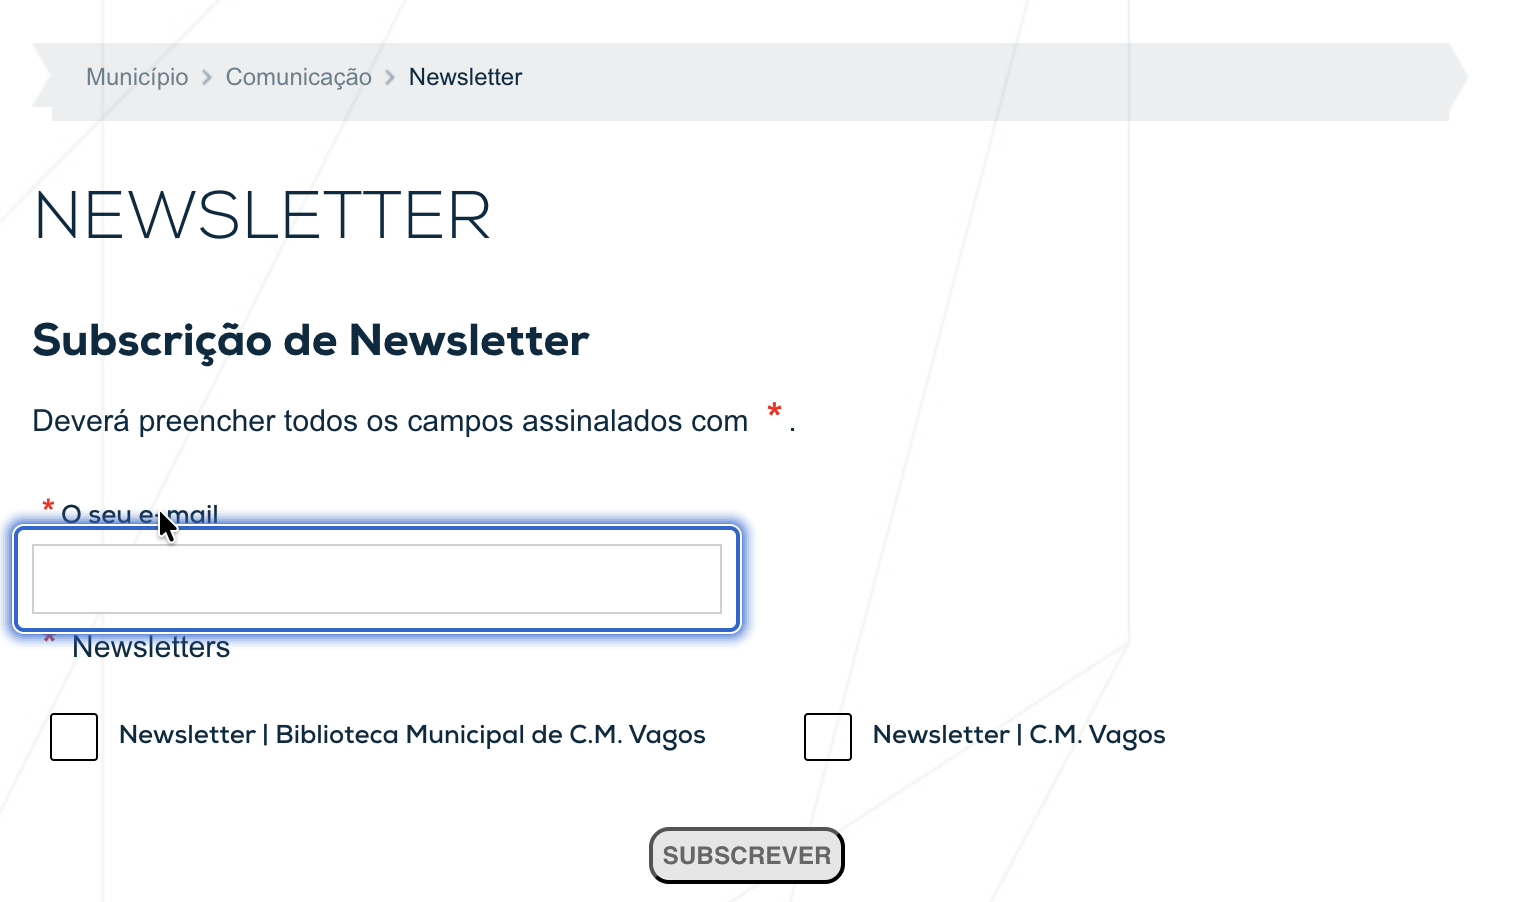 Município > Comunicação > Newsletter
NEWSLETTER
Subscrição de Newsletter
Deverá preencher todos os campos assinalados com * .
* O seu e-mail
* Newsletters
Newsletter | Biblioteca Municipal de C.M. Vagos
Newsletter | C.M. Vagos
SUBSCREVER